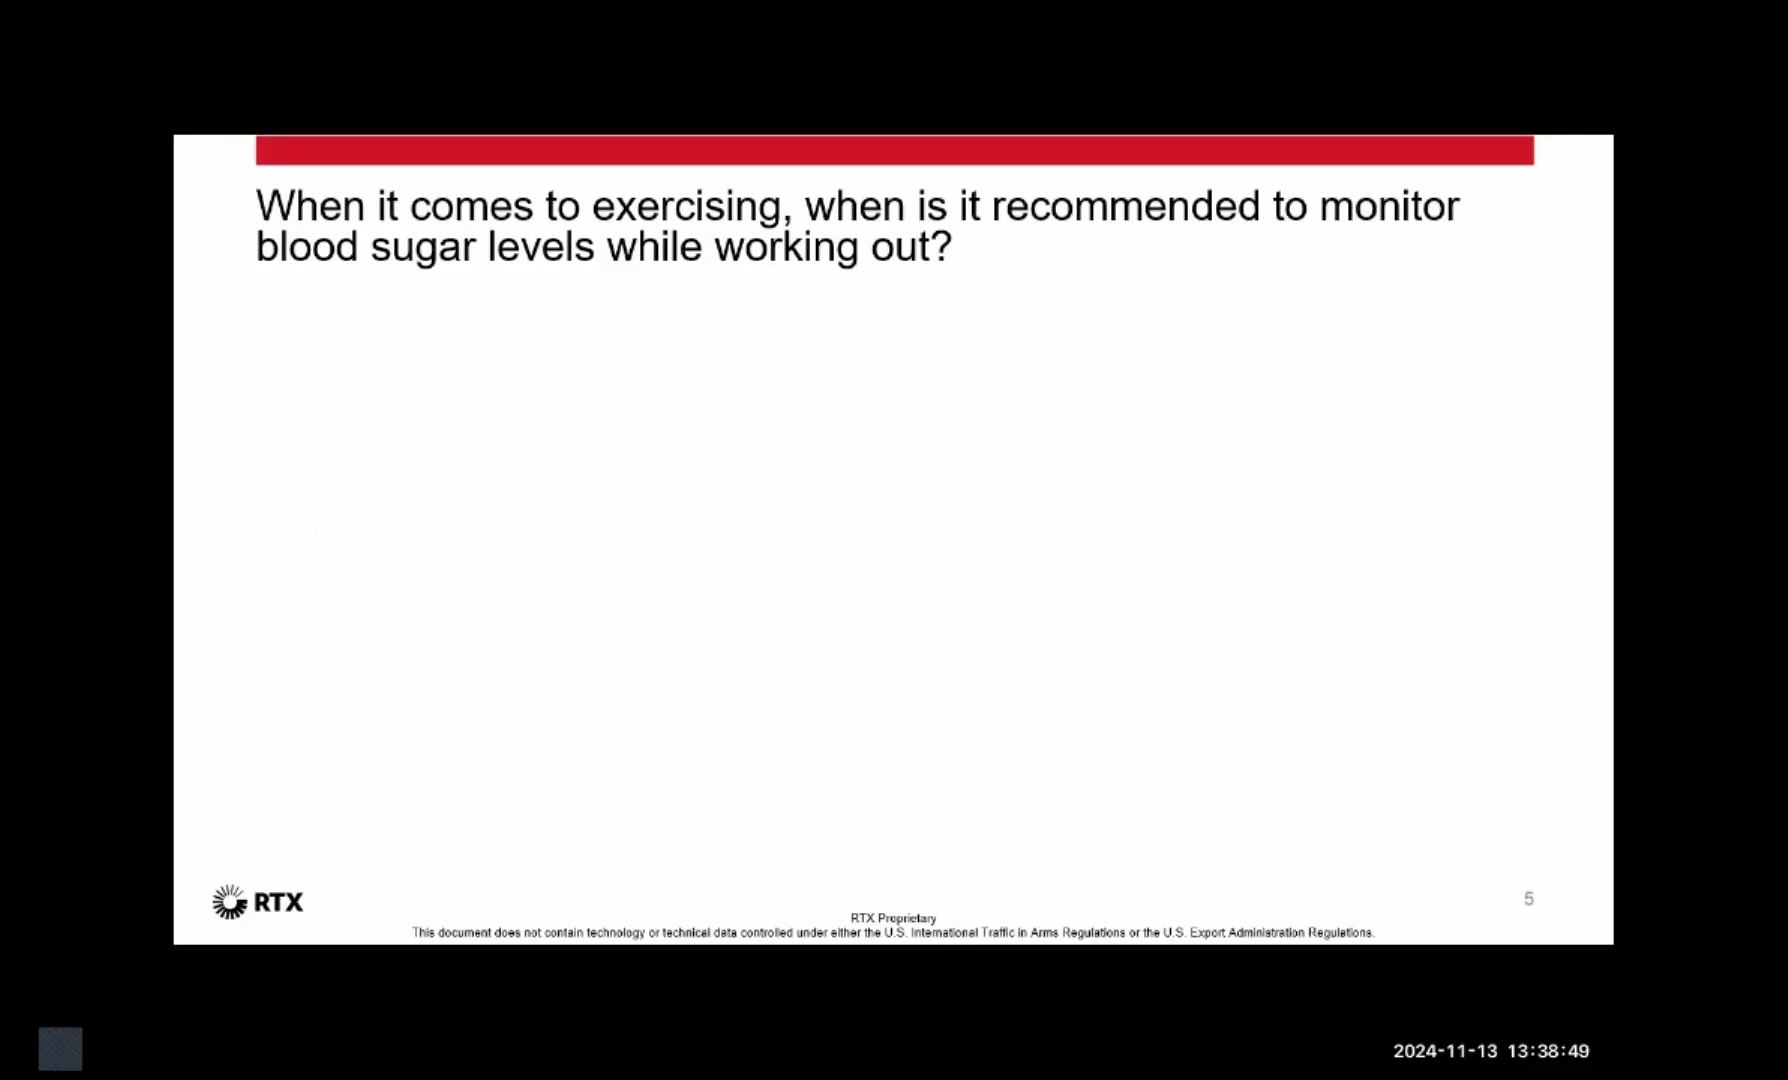 When it comes to exercising, when is it recommended to monitor
blood sugar levels while working out?
RTX
5
RTX Proprietary
This document does not contain technology or technical data controlled under either the U.S. International Traffic in Arms Regulations or the U.S. Export Administration Regulations.
2024-11-13 13:38:49